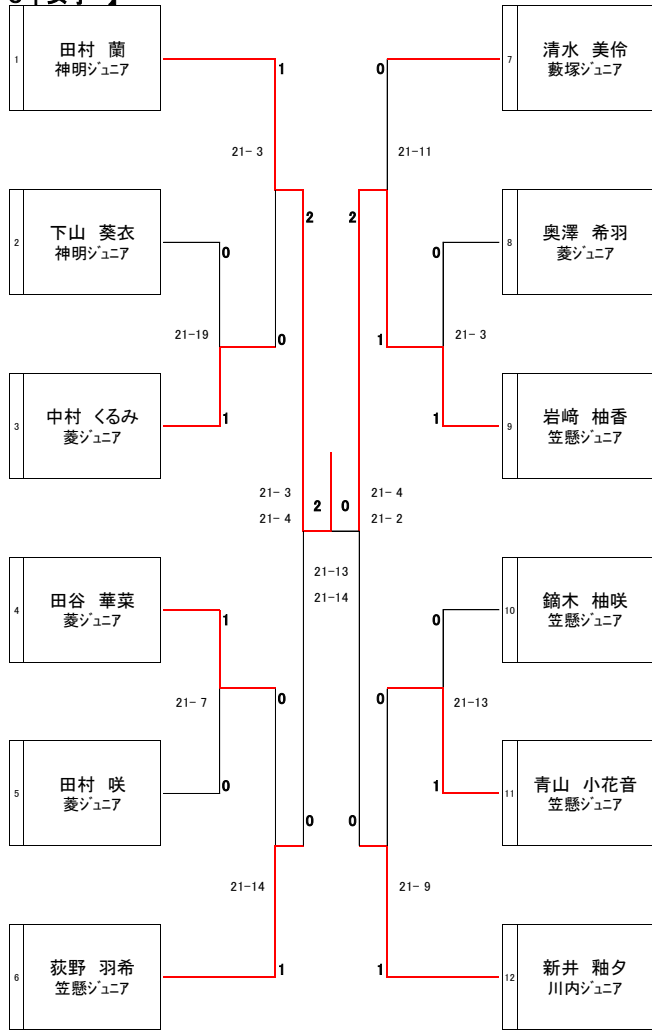 1
田村 蘭
神明ジュニア
2
下山 葵衣
神明ジュニア
3
中村 くるみ
菱ジュニア
4
田谷 華菜
菱ジュニア
5
田村 咲
菱ジュニア
6
荻野 羽希
笠懸ジュニア
1
21- 3
2
0
21-19
0
1
21- 3
21- 4
2
0
21-13
21-14
1
21- 7
0
0
0
21-14
1
0
21-11
2
0
21- 3
1
1
21- 4
21- 2
0
21-13
0
1
0
21- 9
1
7
清水 美伶
藪塚ジュニア
8
奥澤 希羽
菱ジュニア
9
岩﨑 柚香
笠懸ジュニア
10
鏑木 柚咲
笠懸ジュニア
11
青山 小花音
笠懸ジュニア
12
新井 釉夕
川内ジュニア